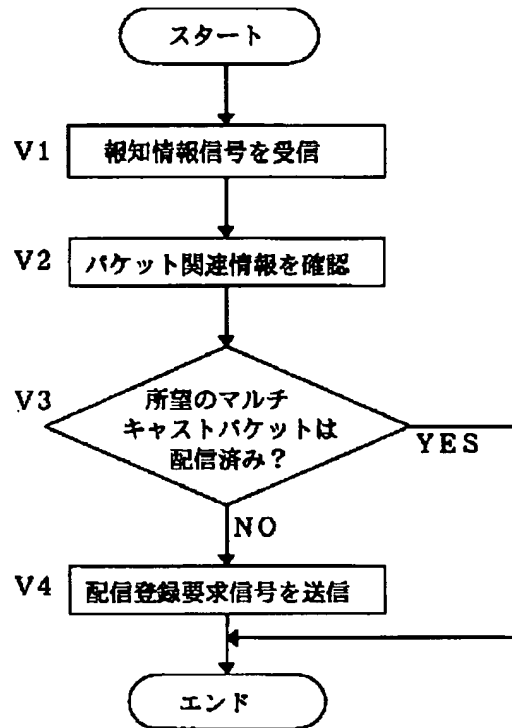 スタート
V1 報知情報信号を受信
V2 パケット関連情報を確認
V3 所望のマルチ
キャストパケットは
配信済み?
YES
NO
V4 配信登録要求信号を送信
エンド